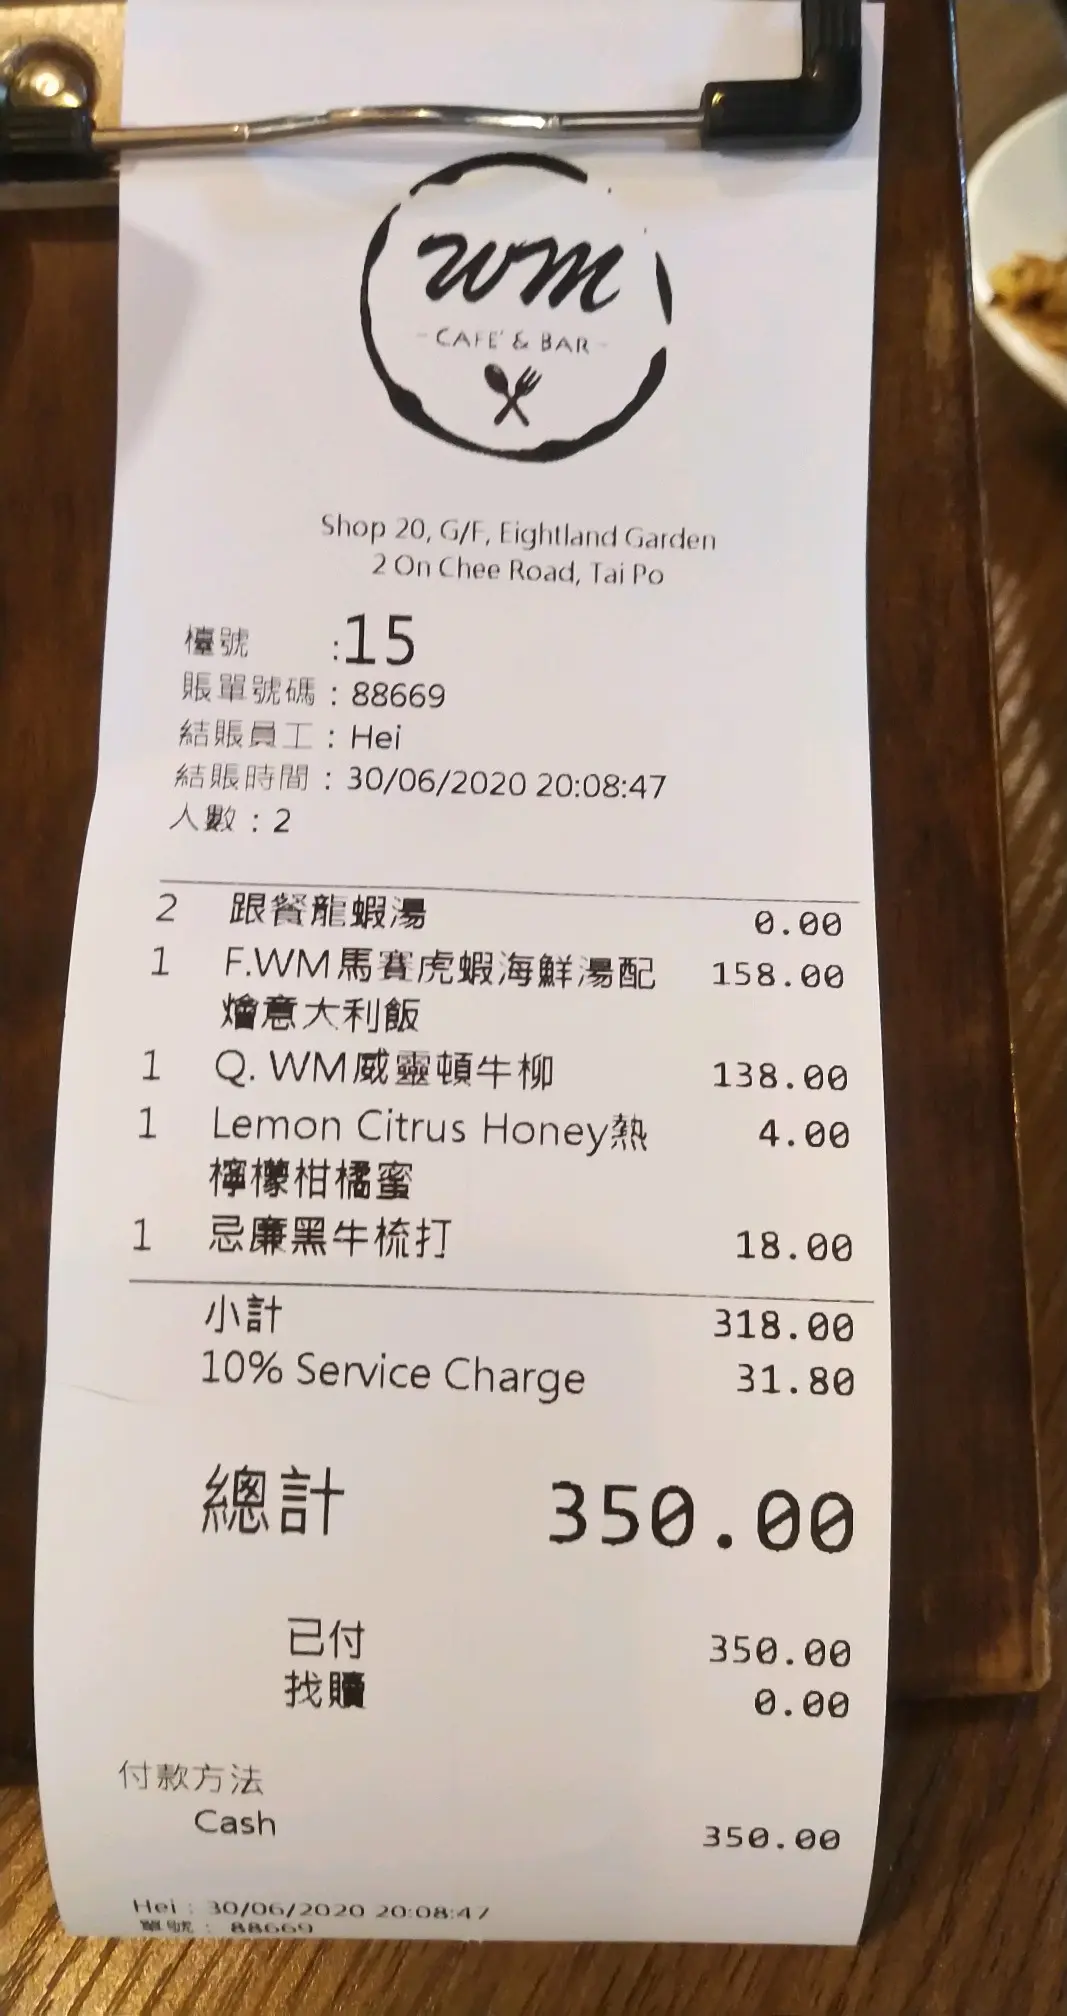 WM
- CAFE' & BAR -
Shop 20, G/F, Eightland Garden
2 On Chee Road, Tai Po
檯號 :15
賬單號碼 : 88669
結賬員工 : Hei
結賬時間 : 30/06/2020 20:08:47
人數 : 2
2 跟餐龍蝦湯 0.00
1 F.WM馬賽虎蝦海鮮湯配 158.00
燴意大利飯
1 Q. WM威靈頓牛柳 138.00
1 Lemon Citrus Honey熱 4.00
檸檬柑橘蜜
1 忌廉黑牛梳打 18.00
小計 318.00
10% Service Charge 31.80
總計 350.00
已付 350.00
找贖 0.00
付款方法
Cash 350.00
Hei : 30/06/2020 20:08:47
單號 : 88669